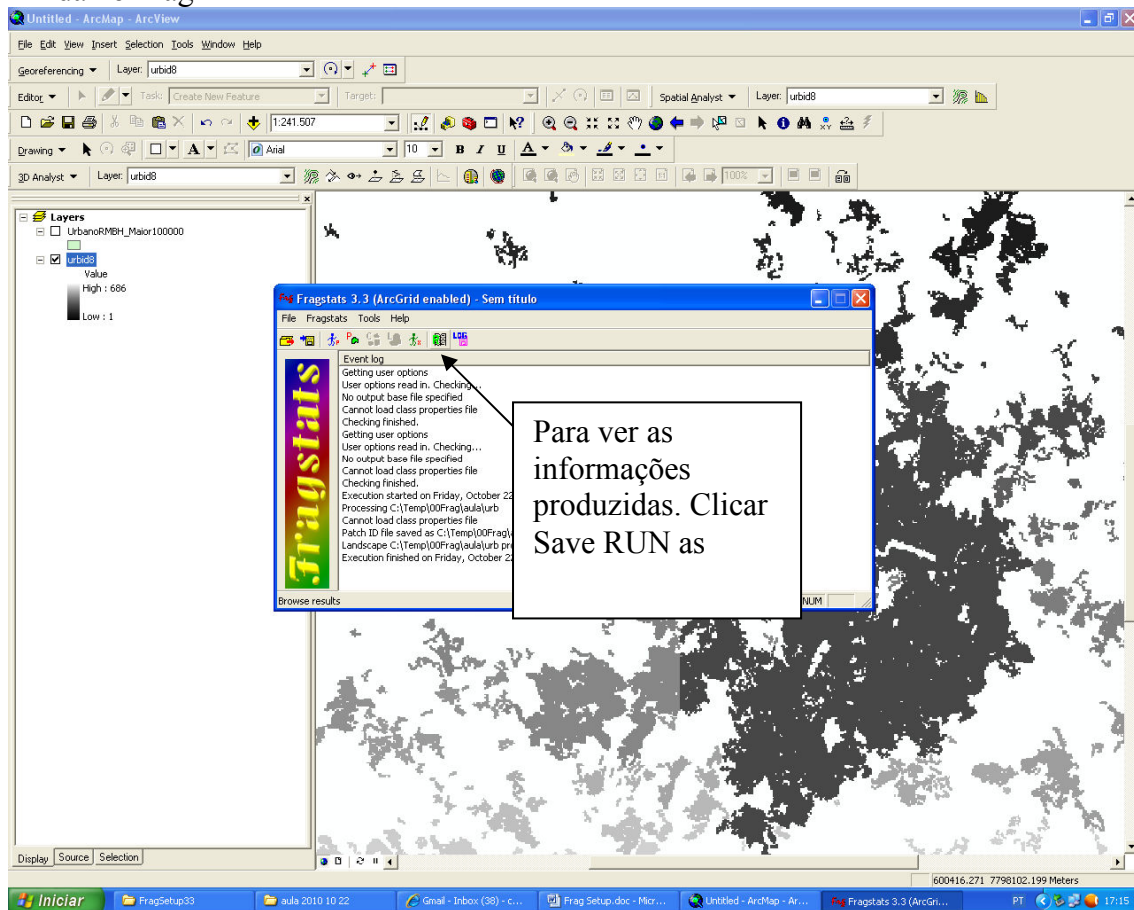 Untitled - ArcMap - ArcView
File Edit View Insert Selection Tools Window Help
Georeferencing Layer: urbid8
Editor Task: Create New Feature Target: Spatial Analyst Layer: urbid8
1:241.507
Drawing A Arial 10 B I U A
3D Analyst Layer: urbid8 100%
Layers
UrbanoRMBH_Maior100000
urbid8
Value
High : 686
Low : 1
Fragstats 3.3 (ArcGrid enabled) - Sem título
File Fragstats Tools Help
LOG
Fragstats
Event log
Getting user options
User options read in. Checking...
No output base file specified
Cannot load class properties file
Checking finished.
Getting user options
User options read in. Checking...
No output base file specified
Cannot load class properties file
Checking finished.
Execution started on Friday, October 22
Processing C:\Temp\00Frag\aula\urb
Cannot load class properties file
Patch ID file saved as C:\Temp\00Frag\
Landscape C:\Temp\00Frag\aula\urb pro
Execution finished on Friday, October 22
Browse results NUM
Para ver as
informações
produzidas. Clicar
Save RUN as
Display Source Selection
600416.271 7798102.199 Meters
Iniciar FragSetup33 aula 2010 10 22 Gmail - Inbox (38) - c... Frag Setup.doc - Micr... Untitled - ArcMap - Ar... Fragstats 3.3 (ArcGri... PT 17:15